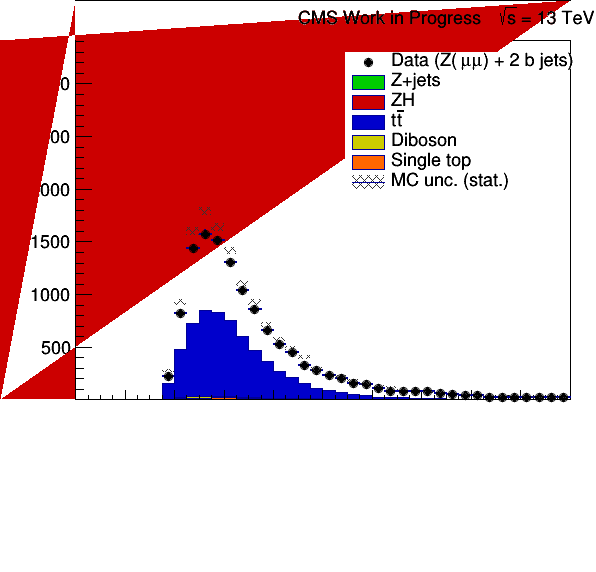 CMS Work in Progress √s = 13 TeV
Data (Z(μμ) + 2 b jets)
Z+jets
ZH
tt̄
Diboson
Single top
MC unc. (stat.)
1500
1000
500